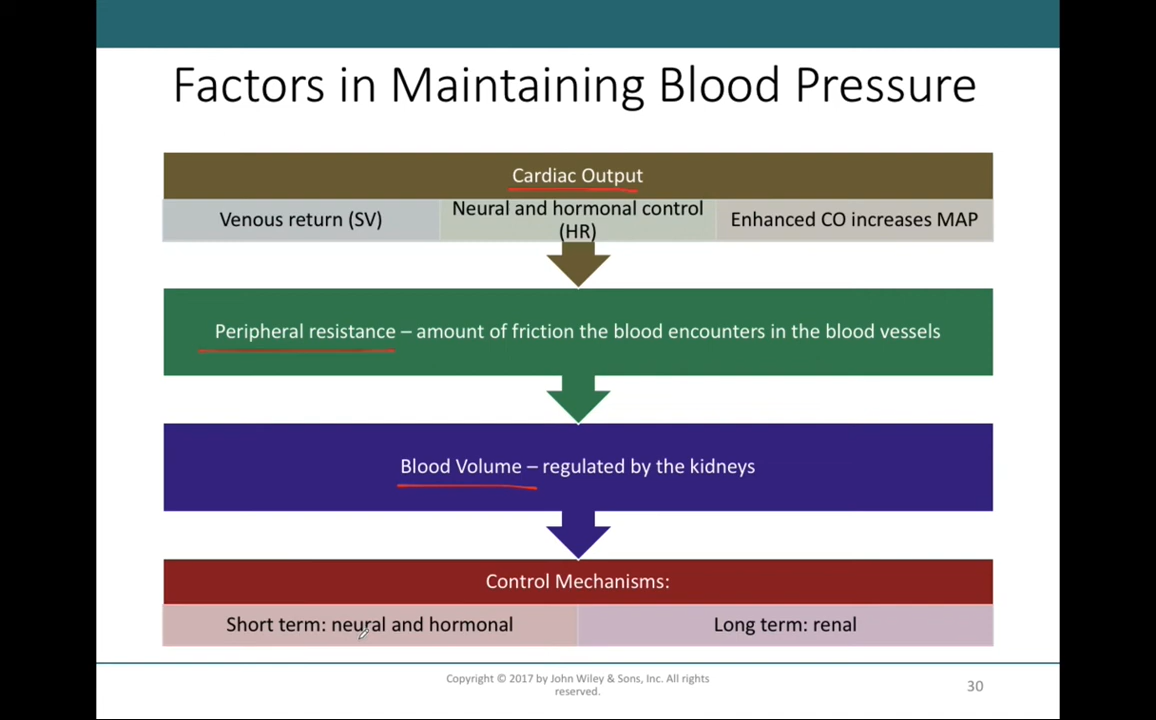 Factors in Maintaining Blood Pressure
Cardiac Output
Venous return (SV)
Neural and hormonal control
(HR)
Enhanced CO increases MAP
Peripheral resistance – amount of friction the blood encounters in the blood vessels
Blood Volume – regulated by the kidneys
Control Mechanisms:
Short term: neural and hormonal
Long term: renal
Copyright © 2017 by John Wiley & Sons, Inc. All rights
reserved.
30